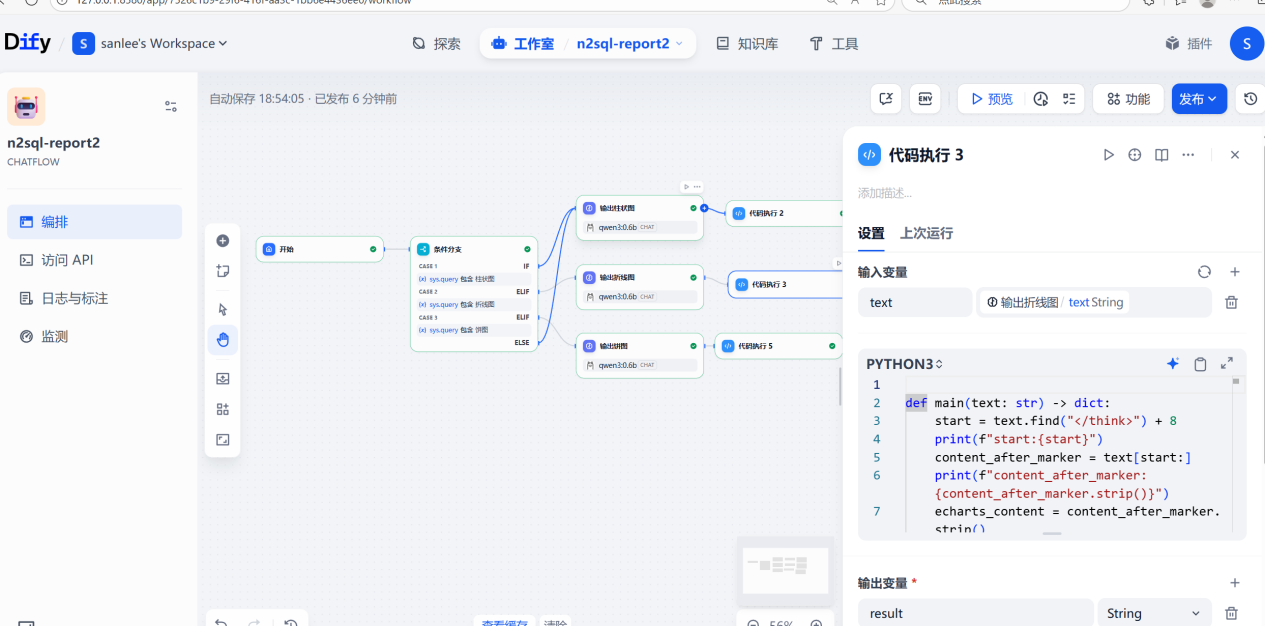 Dify / S sanlee's Workspace 探索 工作室 / n2sql-report2 知识库 工具 插件 S
n2sql-report2
CHATFLOW
编排
访问 API
日志与标注
监测
自动保存 18:54:05 · 已发布 6 分钟前
ENV 预览 功能 发布
开始
条件分支
CASE 1 IF
{x} sys.query 包含 柱状图
CASE 2 ELIF
{x} sys.query 包含 折线图
CASE 3 ELIF
{x} sys.query 包含 饼图
ELSE
输出柱状图
qwen3:0.6b CHAT
输出折线图
qwen3:0.6b CHAT
输出饼图
qwen3:0.6b CHAT
代码执行 2
代码执行 3
代码执行 5
查看缓存 清除
56%
代码执行 3
添加描述...
设置 上次运行
输入变量
text 输出折线图 / text String
PYTHON3
1
2 def main(text: str) -> dict:
3 start = text.find("</think>") + 8
4 print(f"start:{start}")
5 content_after_marker = text[start:]
6 print(f"content_after_marker:
{content_after_marker.strip()}")
7 echarts_content = content_after_marker.
strip()
输出变量 *
result String